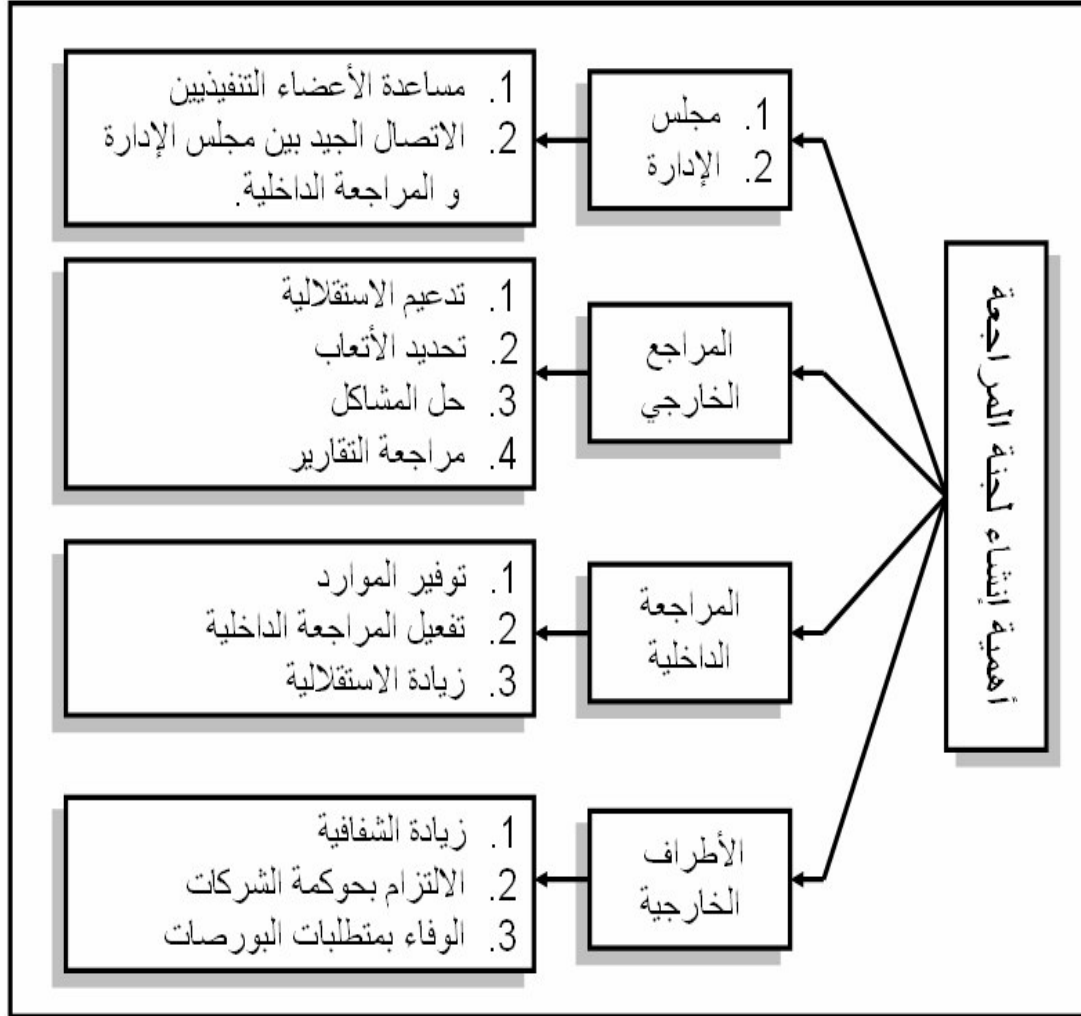 أهمية إنشاء لجنة المراجعة
1. مجلس
2. الإدارة
1. مساعدة الأعضاء التنفيذيين
2. الاتصال الجيد بين مجلس الإدارة
و المراجعة الداخلية.
المراجع
الخارجي
1. تدعيم الاستقلالية
2. تحديد الأتعاب
3. حل المشاكل
4. مراجعة التقارير
المراجعة
الداخلية
1. توفير الموارد
2. تفعيل المراجعة الداخلية
3. زيادة الاستقلالية
الأطراف
الخارجية
1. زيادة الشفافية
2. الالتزام بحوكمة الشركات
3. الوفاء بمتطلبات البورصات